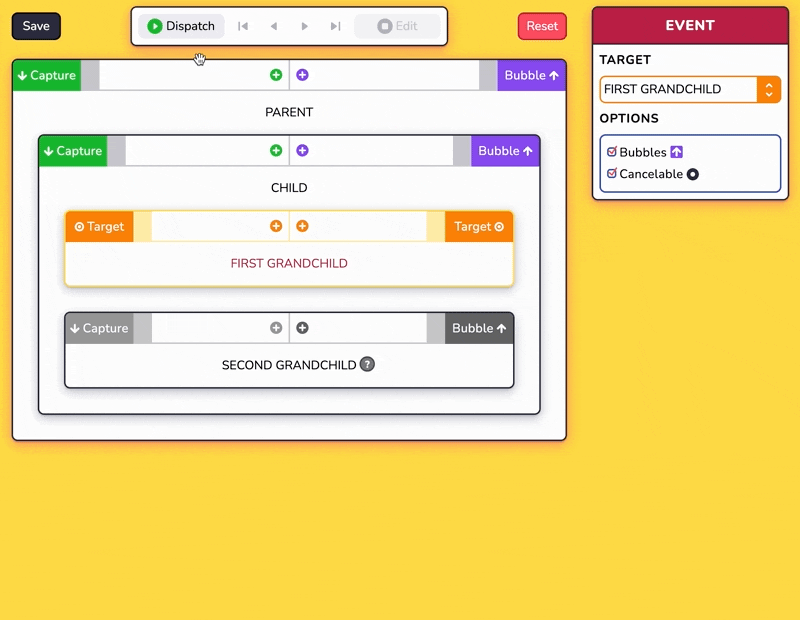 Save
Dispatch
Edit
Reset
Capture
Bubble
PARENT
Capture
Bubble
CHILD
Target
Target
FIRST GRANDCHILD
Capture
Bubble
SECOND GRANDCHILD ?
EVENT
TARGET
FIRST GRANDCHILD
OPTIONS
Bubbles
Cancelable